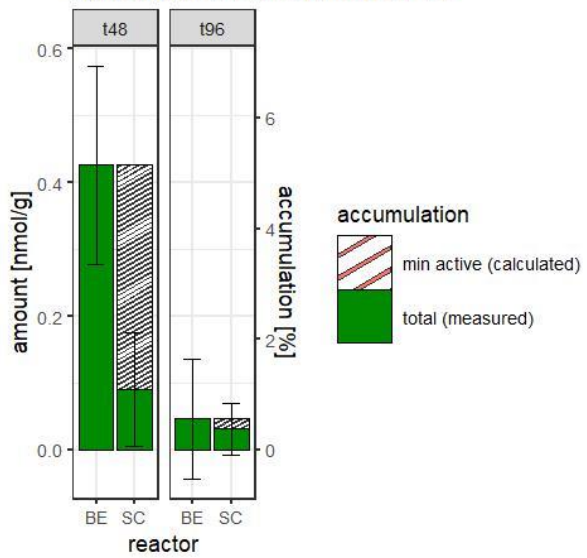 t48 t96
0.6
0.4
0.2
0.0
amount [nmol/g]
6
4
2
0
accumulation [%]
BE SC BE SC
reactor
accumulation
min active (calculated)
total (measured)